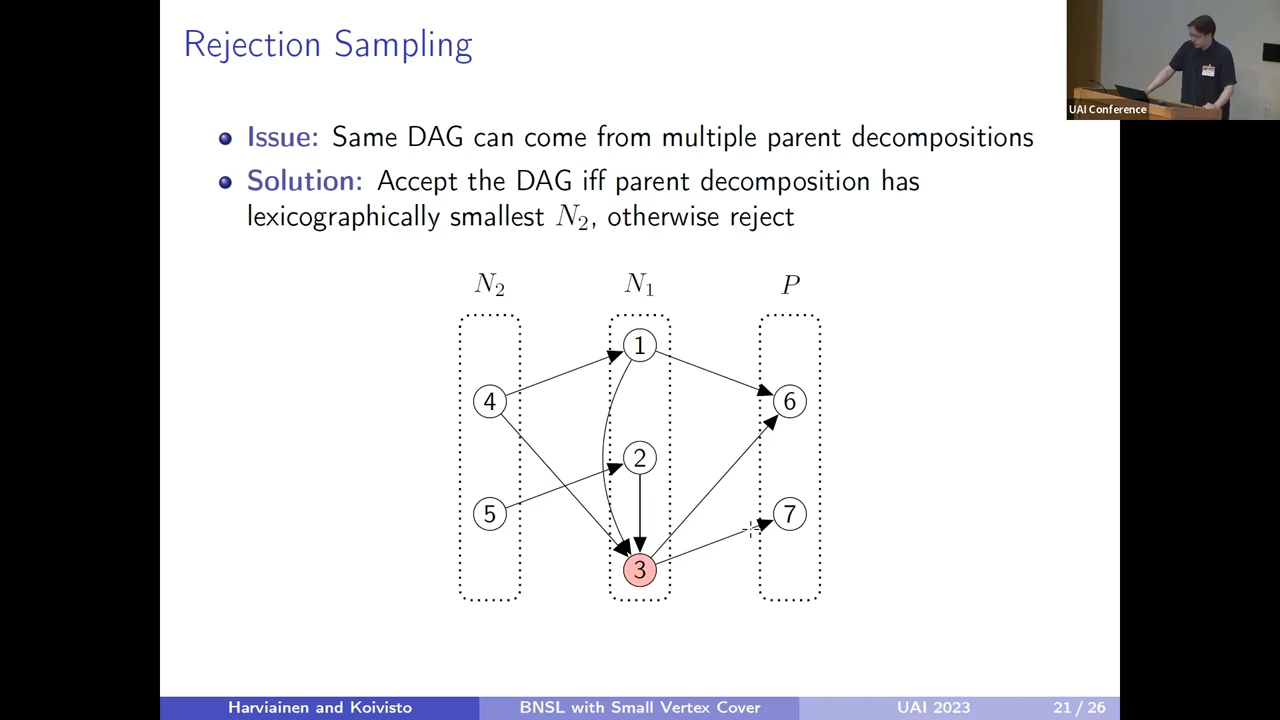 Rejection Sampling
UAI Conference
Issue: Same DAG can come from multiple parent decompositions
Solution: Accept the DAG iff parent decomposition has
lexicographically smallest N₂, otherwise reject
N₂ N₁ P
1
4 6
2
5 7
3
Harviainen and Koivisto BNSL with Small Vertex Cover UAI 2023 21 / 26